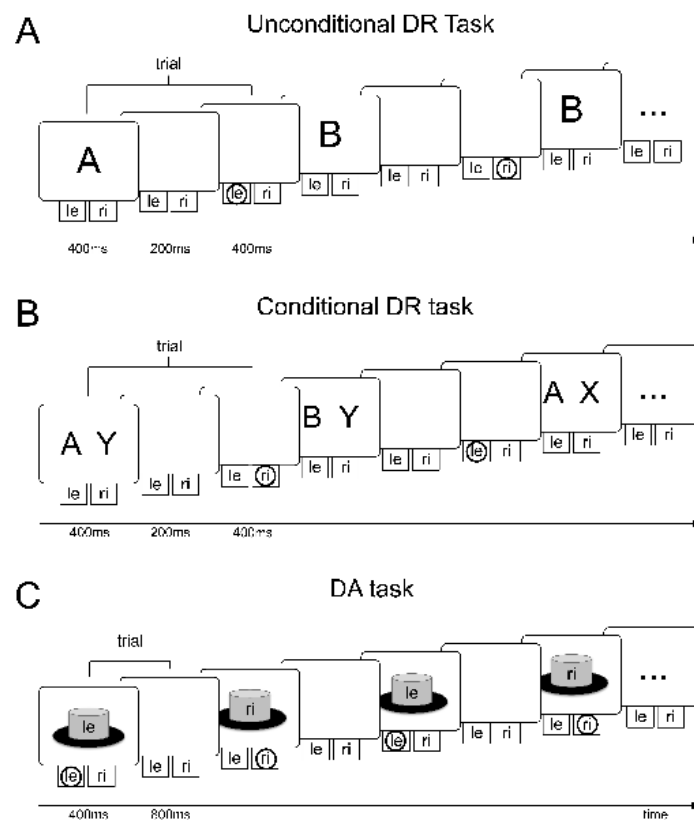 A
Unconditional DR Task
trial
A
B
B
...
le ri
le ri
le ri
le ri
le ri
lc ri
le ri
le ri
400ms 200ms 400ms
B
Conditional DR task
trial
A Y
B Y
A X
...
le ri
le ri
le ri
le ri
le ri
le ri
le ri
le ri
400ms 200ms 400ms
C
DA task
trial
le
ri
le
ri
...
le ri
le ri
le ri
le ri
le ri
le ri
le ri
le ri
400ms 800ms time